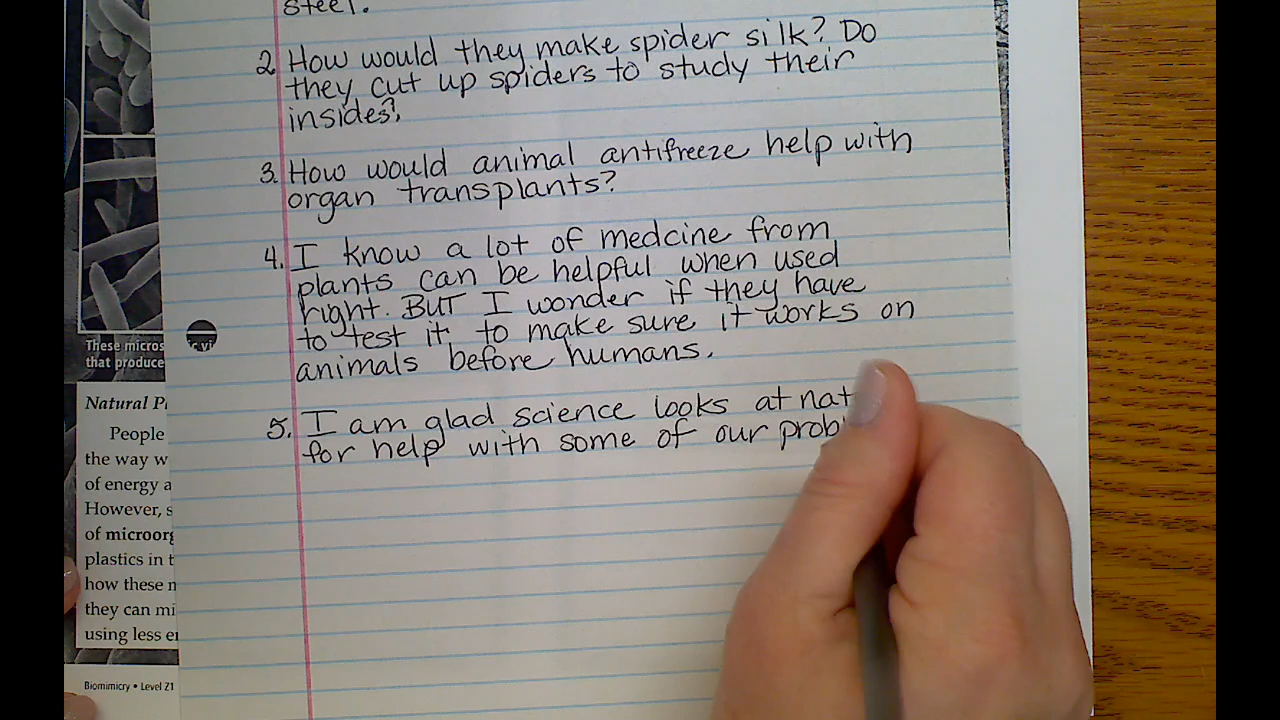 steel.
2. How would they make spider silk? Do
they cut up spiders to study their
insides?
3. How would animal antifreeze help with
organ transplants?
4. I know a lot of medcine from
plants can be helpful when used
right. BUT I wonder if they have
to test it to make sure it works on
animals before humans.
5. I am glad science looks at nat
for help with some of our prob
These micros
that produce
Natural P
People
the way w
of energy a
However, s
of microorg
plastics in t
how these n
they can mi
using less e
Biomimicry • Level Z1